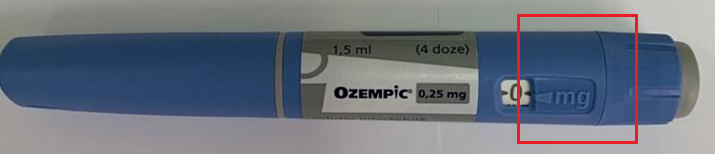 1,5 ml (4 doze)
OZEMPIC® 0,25 mg
0 mg